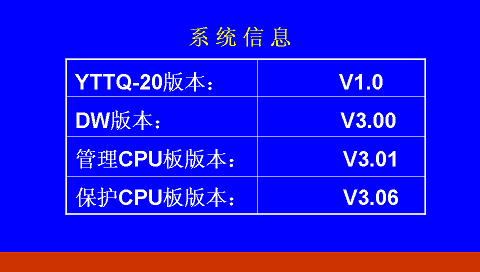 系统信息
YTTQ-20版本： V1.0
DW版本： V3.00
管理CPU板版本： V3.01
保护CPU板版本： V3.06